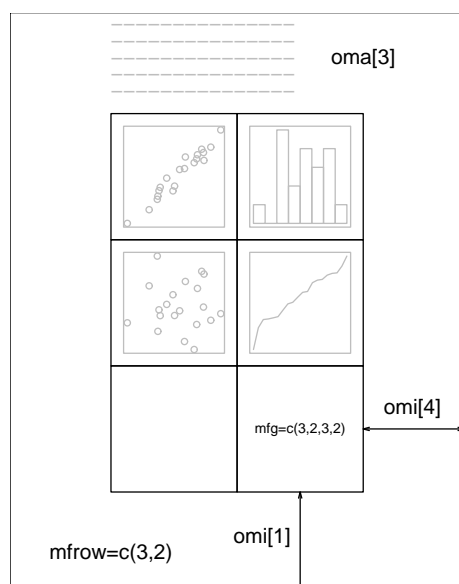 oma[3]
mfg=c(3,2,3,2)
omi[4]
omi[1]
mfrow=c(3,2)